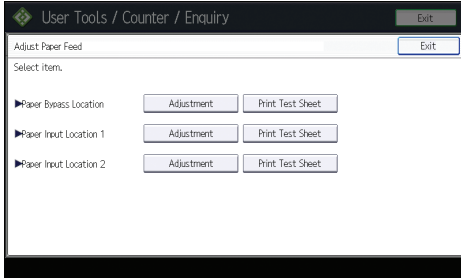 User Tools / Counter / Enquiry Exit
Adjust Paper Feed Exit
Select item.
▶Paper Bypass Location Adjustment Print Test Sheet
▶Paper Input Location 1 Adjustment Print Test Sheet
▶Paper Input Location 2 Adjustment Print Test Sheet